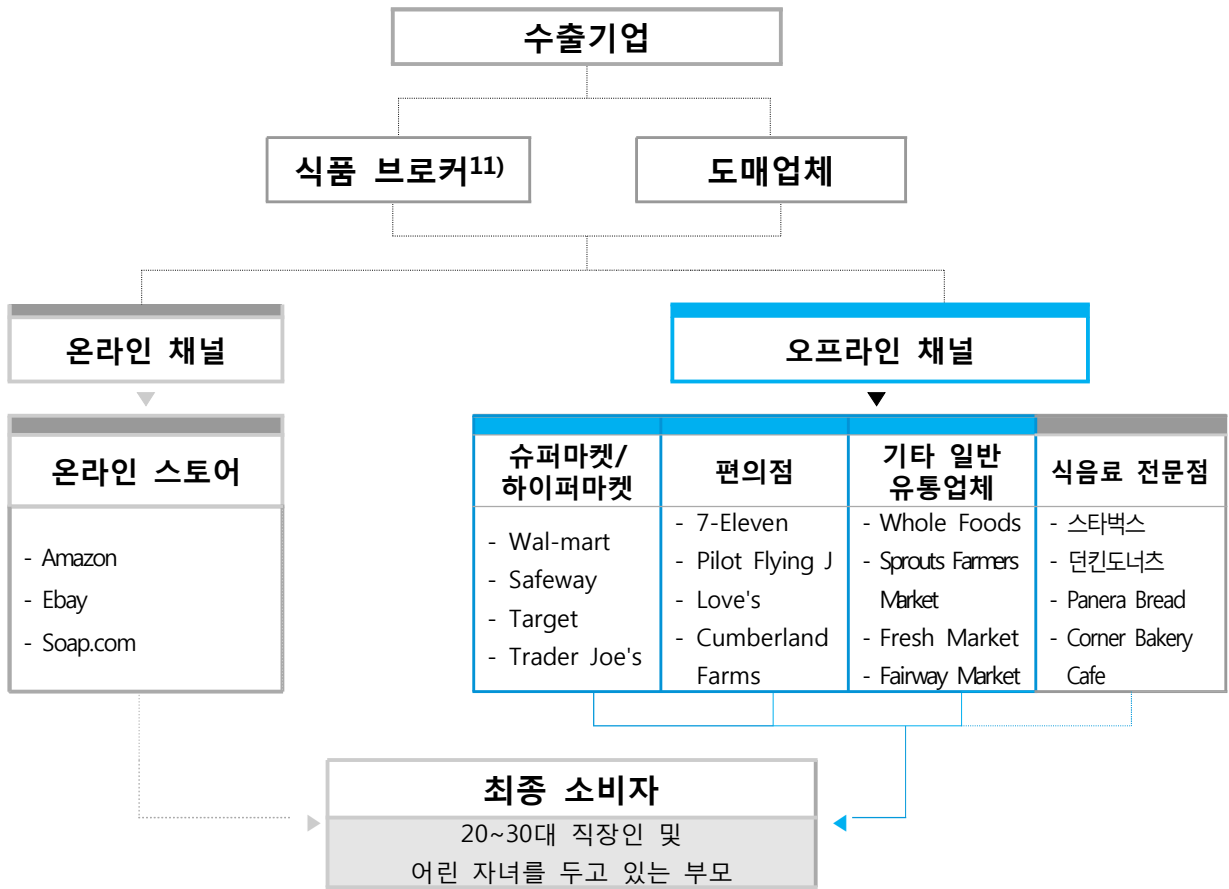 수출기업
식품 브로커11)
도매업체
온라인 채널
오프라인 채널
온라인 스토어
- Amazon
- Ebay
- Soap.com
슈퍼마켓/
하이퍼마켓
- Wal-mart
- Safeway
- Target
- Trader Joe's
편의점
- 7-Eleven
- Pilot Flying J
- Love's
- Cumberland
Farms
기타 일반
유통업체
- Whole Foods
- Sprouts Farmers
Market
- Fresh Market
- Fairway Market
식음료 전문점
- 스타벅스
- 던킨도너츠
- Panera Bread
- Corner Bakery
Cafe
최종 소비자
20~30대 직장인 및
어린 자녀를 두고 있는 부모